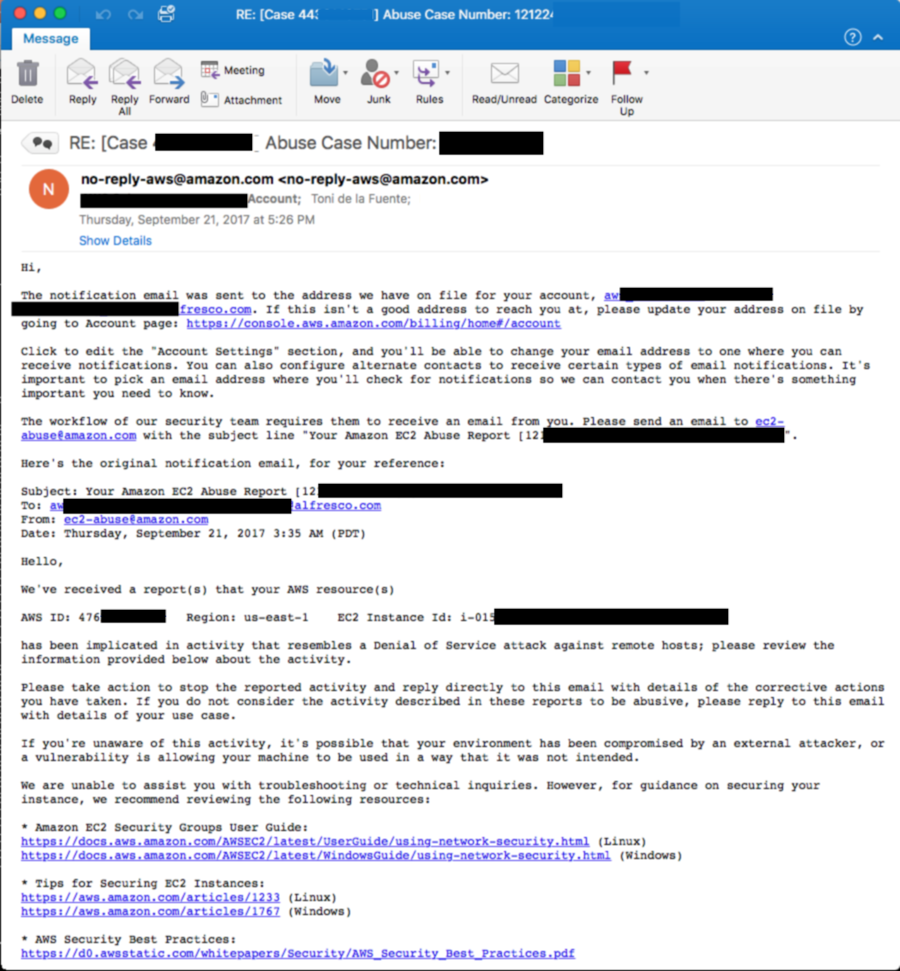 RE: [Case 443 ] Abuse Case Number: 12122
Message
?
Delete
Reply
Reply All
Forward
Meeting
Attachment
Move
Junk
Rules
Read/Unread
Categorize
Follow Up
RE: [Case Abuse Case Number:
N
no-reply-aws@amazon.com <no-reply-aws@amazon.com>
Account; Toni de la Fuente;
Thursday, September 21, 2017 at 5:26 PM
Show Details
Hi,
The notification email was sent to the address we have on file for your account, aw
fresco.com. If this isn't a good address to reach you at, please update your address on file by
going to Account page: https://console.aws.amazon.com/billing/home#/account
Click to edit the "Account Settings" section, and you'll be able to change your email address to one where you can
receive notifications. You can also configure alternate contacts to receive certain types of email notifications. It's
important to pick an email address where you'll check for notifications so we can contact you when there's something
important you need to know.
The workflow of our security team requires them to receive an email from you. Please send an email to ec2-
abuse@amazon.com with the subject line "Your Amazon EC2 Abuse Report [121 ".
Here's the original notification email, for your reference:
Subject: Your Amazon EC2 Abuse Report [12
To: aw @alfresco.com
From: ec2-abuse@amazon.com
Date: Thursday, September 21, 2017 3:35 AM (PDT)
Hello,
We've received a report(s) that your AWS resource(s)
AWS ID: 476 Region: us-east-1 EC2 Instance Id: i-015
has been implicated in activity that resembles a Denial of Service attack against remote hosts; please review the
information provided below about the activity.
Please take action to stop the reported activity and reply directly to this email with details of the corrective actions
you have taken. If you do not consider the activity described in these reports to be abusive, please reply to this email
with details of your use case.
If you're unaware of this activity, it's possible that your environment has been compromised by an external attacker, or
a vulnerability is allowing your machine to be used in a way that it was not intended.
We are unable to assist you with troubleshooting or technical inquiries. However, for guidance on securing your
instance, we recommend reviewing the following resources:
* Amazon EC2 Security Groups User Guide:
https://docs.aws.amazon.com/AWSEC2/latest/UserGuide/using-network-security.html (Linux)
https://docs.aws.amazon.com/AWSEC2/latest/WindowsGuide/using-network-security.html (Windows)
* Tips for Securing EC2 Instances:
https://aws.amazon.com/articles/1233 (Linux)
https://aws.amazon.com/articles/1767 (Windows)
* AWS Security Best Practices:
https://d0.awsstatic.com/whitepapers/Security/AWS_Security_Best_Practices.pdf